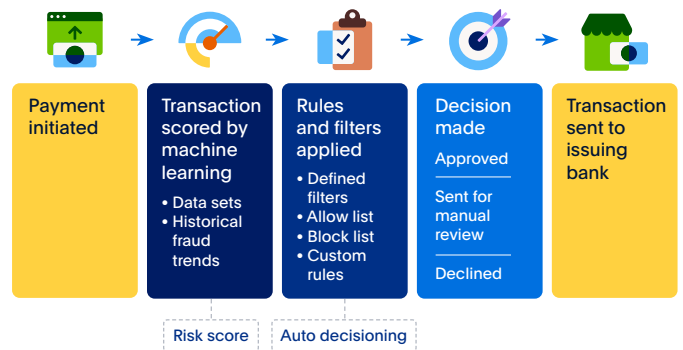 Payment
initiated
Transaction
scored by
machine
learning
• Data sets
• Historical
fraud
trends
Rules
and filters
applied
• Defined
filters
• Allow list
• Block list
• Custom
rules
Decision
made
Approved
Sent for
manual
review
Declined
Transaction
sent to
issuing
bank
Risk score
Auto decisioning